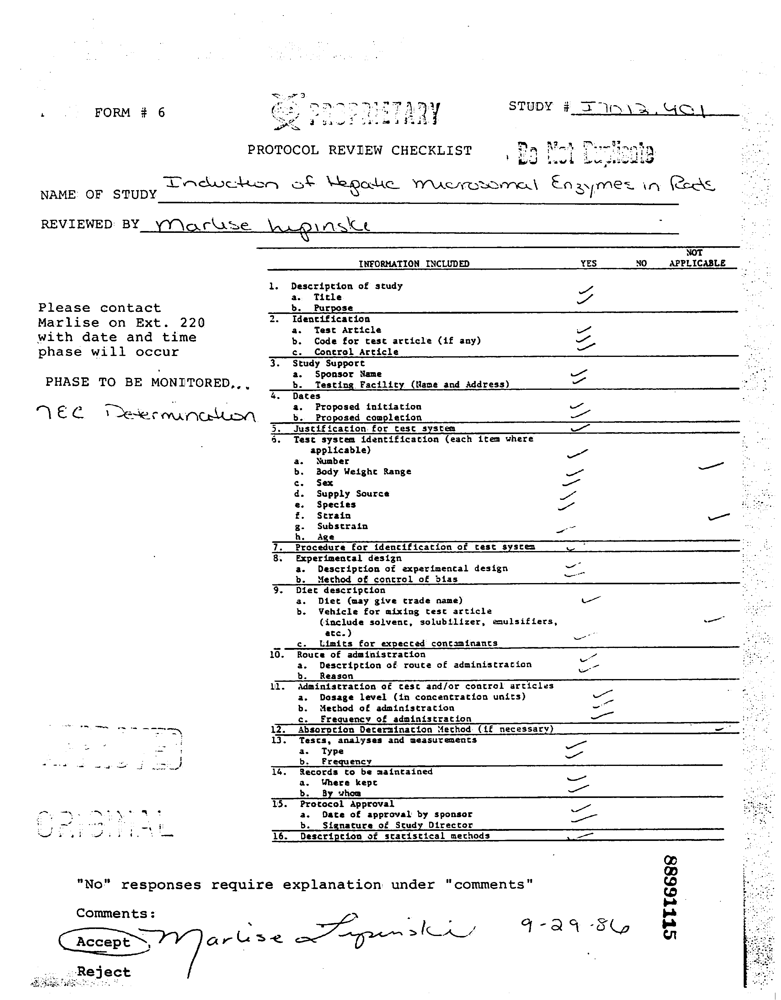 FORM # 6
PROPRIETARY
STUDY # I7013.401
PROTOCOL REVIEW CHECKLIST
Do Not Duplicate
NAME OF STUDY Induction of Hepatic Microsomal Enzymes in Rats
REVIEWED BY Marlise Lypinski
INFORMATION INCLUDED YES NO NOT APPLICABLE
Please contact
Marlise on Ext. 220
with date and time
phase will occur
PHASE TO BE MONITORED...
7EC Determination
1. Description of study
a. Title
b. Purpose
2. Identification
a. Test Article
b. Code for test article (if any)
c. Control Article
3. Study Support
a. Sponsor Name
b. Testing Facility (Name and Address)
4. Dates
a. Proposed initiation
b. Proposed completion
5. Justification for test system
6. Test system identification (each item where
applicable)
a. Number
b. Body Weight Range
c. Sex
d. Supply Source
e. Species
f. Strain
g. Substrain
h. Age
7. Procedure for identification of test system
8. Experimental design
a. Description of experimental design
b. Method of control of bias
9. Diet description
a. Diet (may give trade name)
b. Vehicle for mixing test article
(include solvent, solubilizer, emulsifiers,
etc.)
c. Limits for expected contaminants
10. Route of administration
a. Description of route of administration
b. Reason
11. Administration of test and/or control articles
a. Dosage level (in concentration units)
b. Method of administration
c. Frequency of administration
12. Absorption Determination Method (if necessary)
13. Tests, analyses and measurements
a. Type
b. Frequency
14. Records to be maintained
a. Where kept
b. By whom
15. Protocol Approval
a. Date of approval by sponsor
b. Signature of Study Director
16. Description of statistical methods
APPROVED
ORIGINAL
"No" responses require explanation under "comments"
Comments:
Accept Marlise Lypinski 9-29-86
Reject
88991115